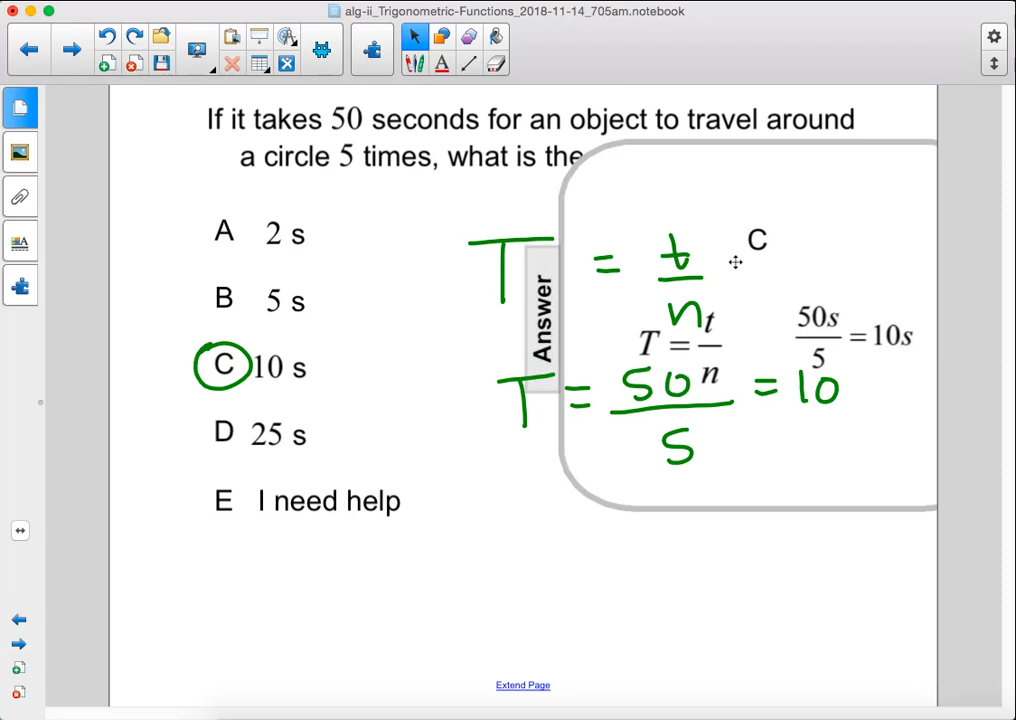 alg-ii_Trigonometric-Functions_2018-11-14_705am.notebook
If it takes 50 seconds for an object to travel around
a circle 5 times, what is the
A 2 s
B 5 s
C 10 s
D 25 s
E I need help
Answer
C
T = t/n
T = t/n
50s/5 = 10s
T = 50/5 = 10
Extend Page